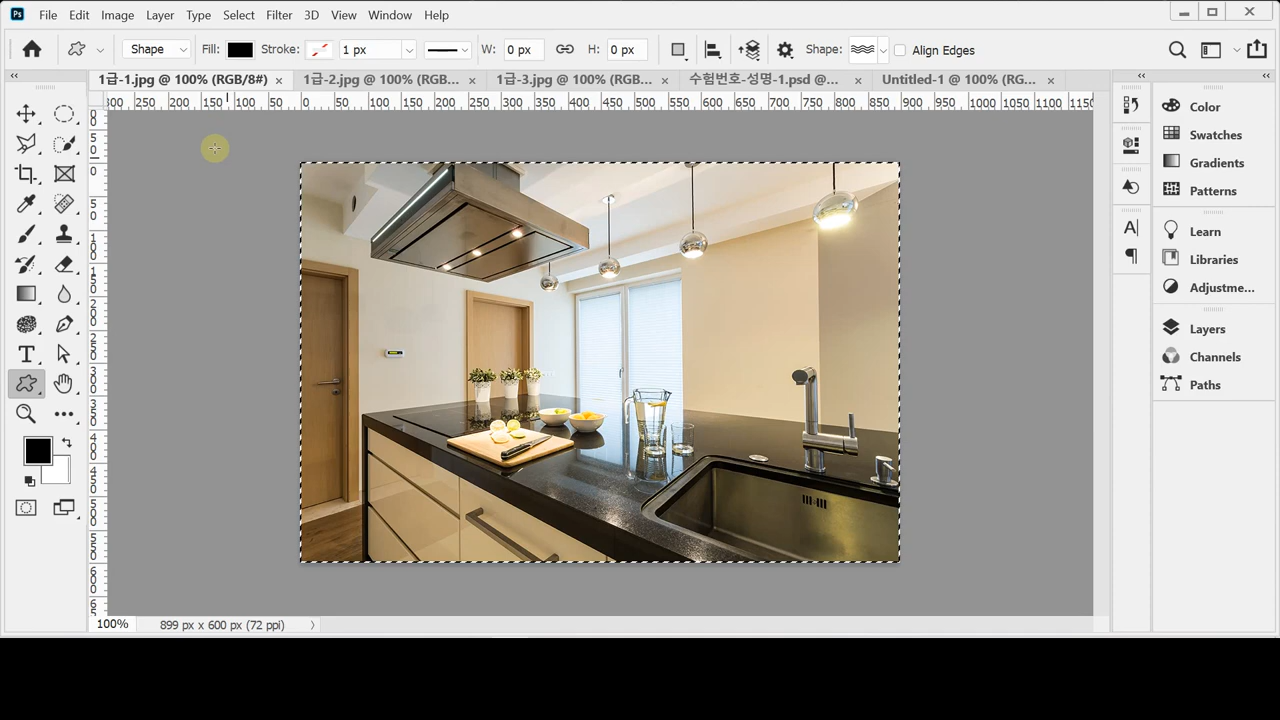 Ps File Edit Image Layer Type Select Filter 3D View Window Help
Shape Fill: Stroke: 1 px W: 0 px H: 0 px Shape: Align Edges
1급-1.jpg @ 100% (RGB/8#) × 1급-2.jpg @ 100% (RGB... × 1급-3.jpg @ 100% (RGB... × 수험번호-성명-1.psd @... × Untitled-1 @ 100% (RG... ×
300 250 200 150 100 50 0 50 100 150 200 250 300 350 400 450 500 550 600 650 700 750 800 850 900 950 1000 1050 1100 1150
Color
Swatches
Gradients
Patterns
Learn
Libraries
Adjustme...
Layers
Channels
Paths
100% 899 px x 600 px (72 ppi)